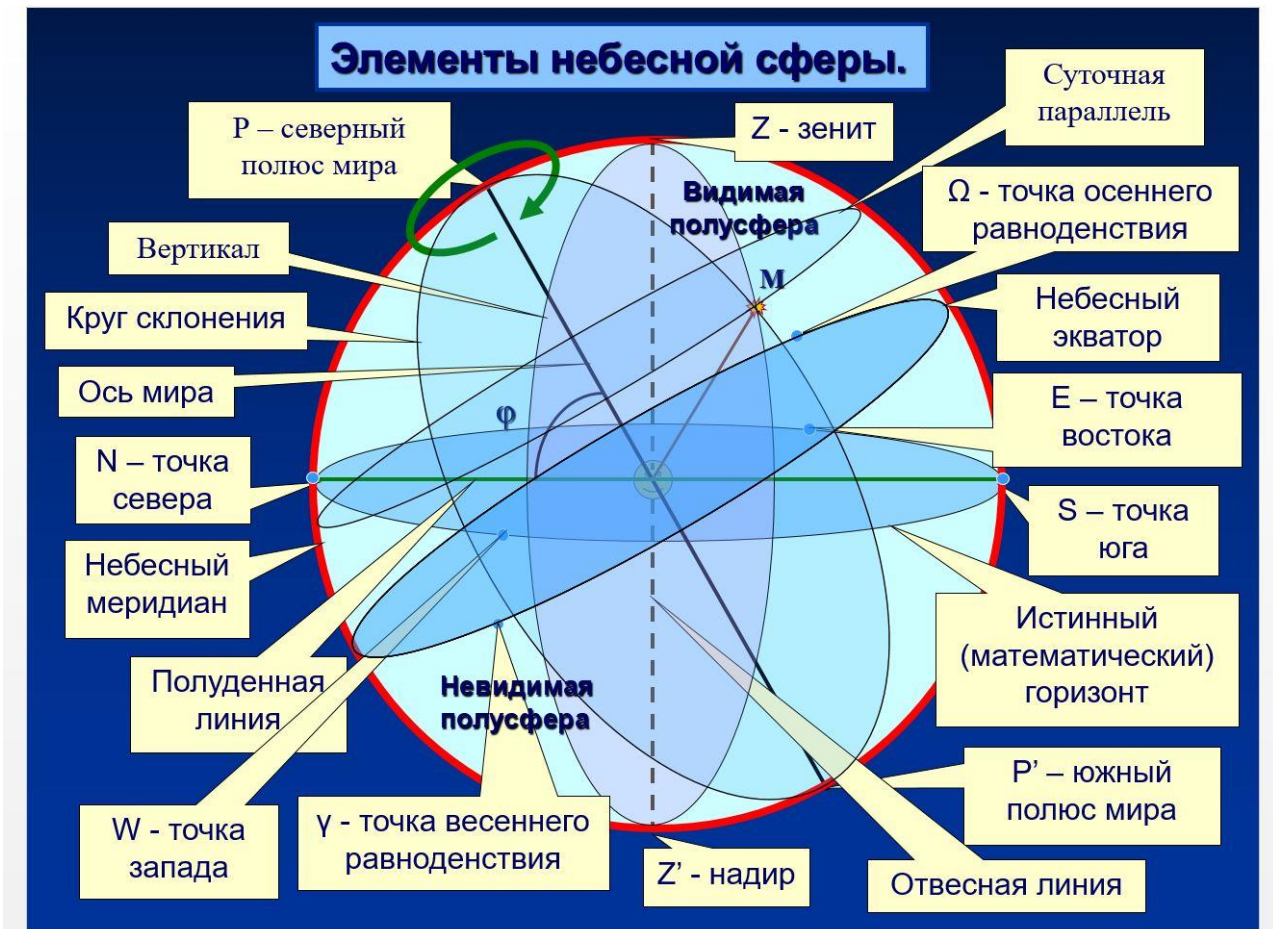 Элементы небесной сферы.
P – северный
полюс мира
Z - зенит
Суточная
параллель
Видимая
полусфера
Ω - точка осеннего
равноденствия
Вертикал
M
Небесный
экватор
Круг склонения
Ось мира
φ
E – точка
востока
N – точка
севера
S – точка
юга
Небесный
меридиан
Истинный
(математический)
горизонт
Полуденная
линия
Невидимая
полусфера
P’ – южный
полюс мира
W - точка
запада
γ - точка весеннего
равноденствия
Z’ - надир
Отвесная линия